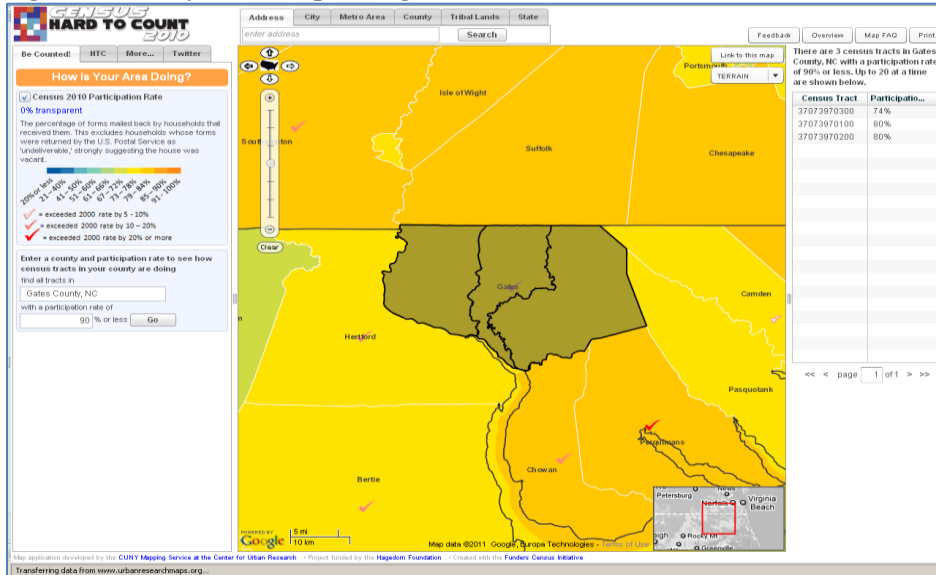 CENSUS
HARD TO COUNT
2010
Be Counted!
HTC
More...
Twitter
How is Your Area Doing?
Census 2010 Participation Rate
0% transparent
The percentage of forms mailed back by households that
received them. This excludes households whose forms
were returned by the U.S. Postal Service as
'undeliverable,' strongly suggesting the house was
vacant.
20% or less
21-40%
41-50%
51-60%
61-66%
67-72%
73-78%
79-84%
85-90%
91-100%
= exceeded 2000 rate by 5 - 10%
= exceeded 2000 rate by 10 - 20%
= exceeded 2000 rate by 20% or more
Enter a county and participation rate to see how
census tracts in your county are doing
find all tracts in
Gates County, NC
with a participation rate of
90 % or less Go
Address
City
Metro Area
County
Tribal Lands
State
enter address
Search
Feedback
Overview
Map FAQ
Print
Link to this map
TERRAIN
Clear
Isle of Wight
Suffolk
Chesapeake
Gates
Camden
Hertford
Pasquotank
Perquimans
Chowan
Bertie
Petersburg
News
Norfolk
Virginia
Beach
Rocky Mt
Greenville
POWERED BY
Google
5 mi
10 km
Map data ©2011 Google, Europa Technologies - Terms of Use
There are 3 census tracts in Gates
County, NC with a participation rate
of 90% or less. Up to 20 at a time
are shown below.
Census Tract Participatio...
37073970300 74%
37073970100 80%
37073970200 80%
<< < page 1 of 1 > >>
Map application developed by the CUNY Mapping Service at the Center for Urban Research - Project funded by the Hagedorn Foundation - Created with the Funders Census Initiative
Transferring data from www.urbanresearchmaps.org...